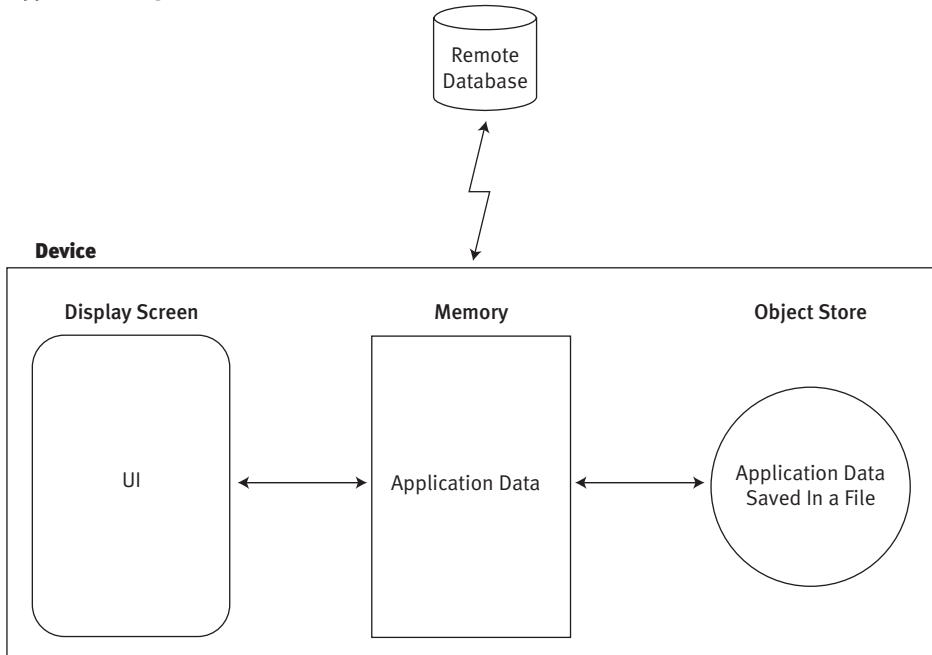 Remote
Database
Device
Display Screen
Memory
Object Store
UI
Application Data
Application Data
Saved In a File